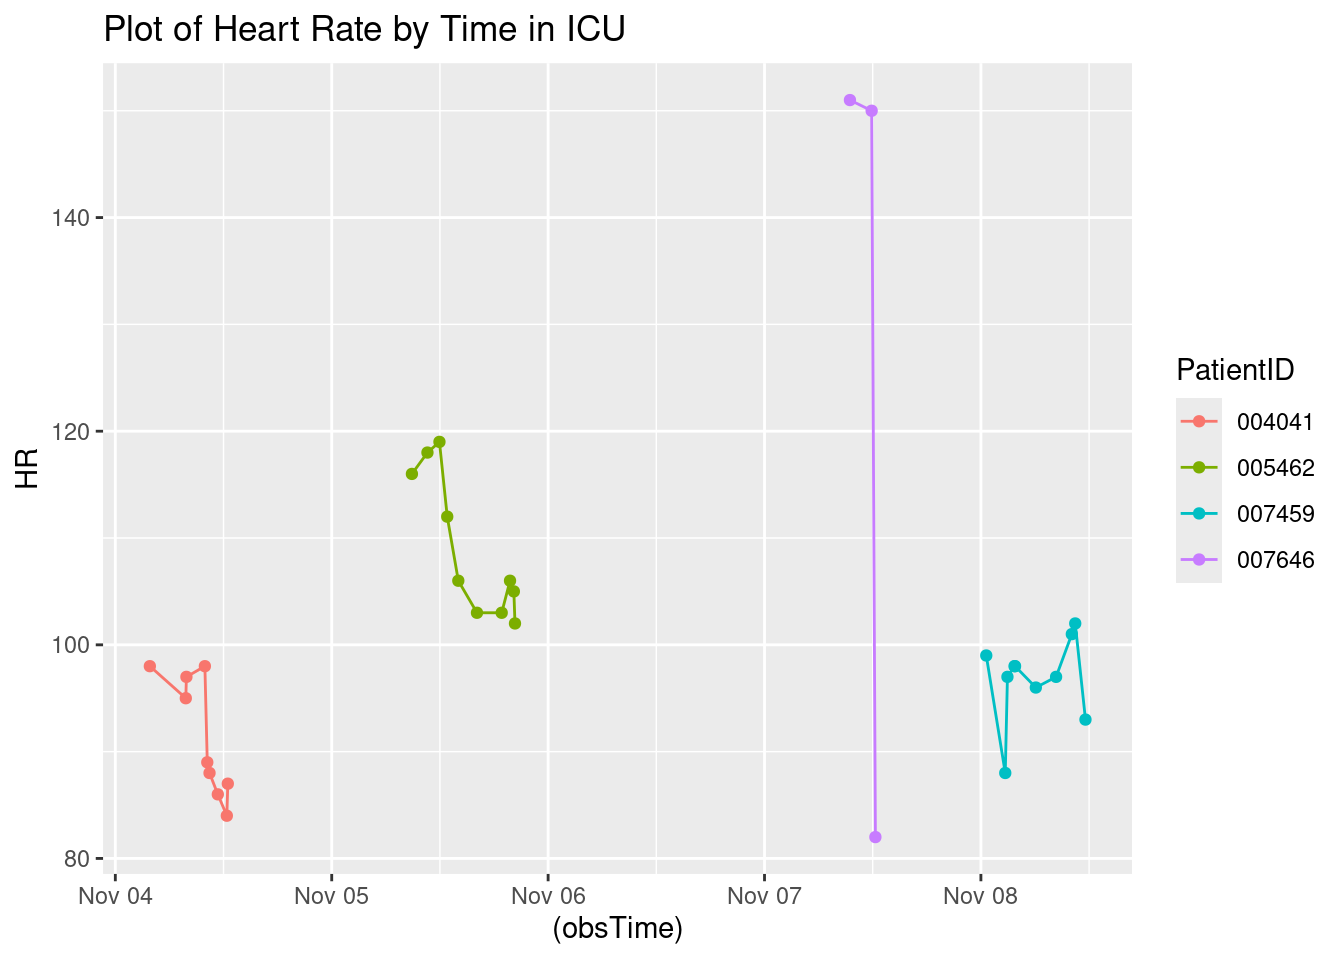 Plot of Heart Rate by Time in ICU
HR
140
120
100
80
Nov 04
Nov 05
Nov 06
Nov 07
Nov 08
(obsTime)
PatientID
004041
005462
007459
007646